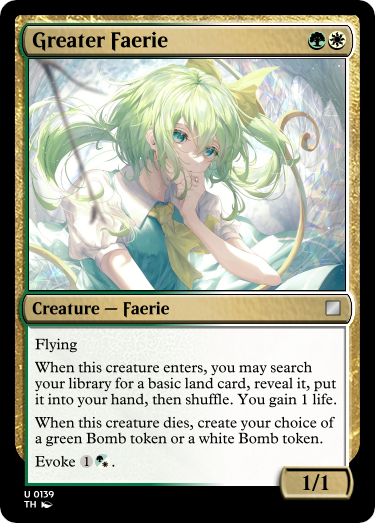 Greater Faerie
Creature — Faerie
Flying
When this creature enters, you may search
your library for a basic land card, reveal it, put
it into your hand, then shuffle. You gain 1 life.
When this creature dies, create your choice of
a green Bomb token or a white Bomb token.
Evoke 1 .
1/1
U 0139
TH